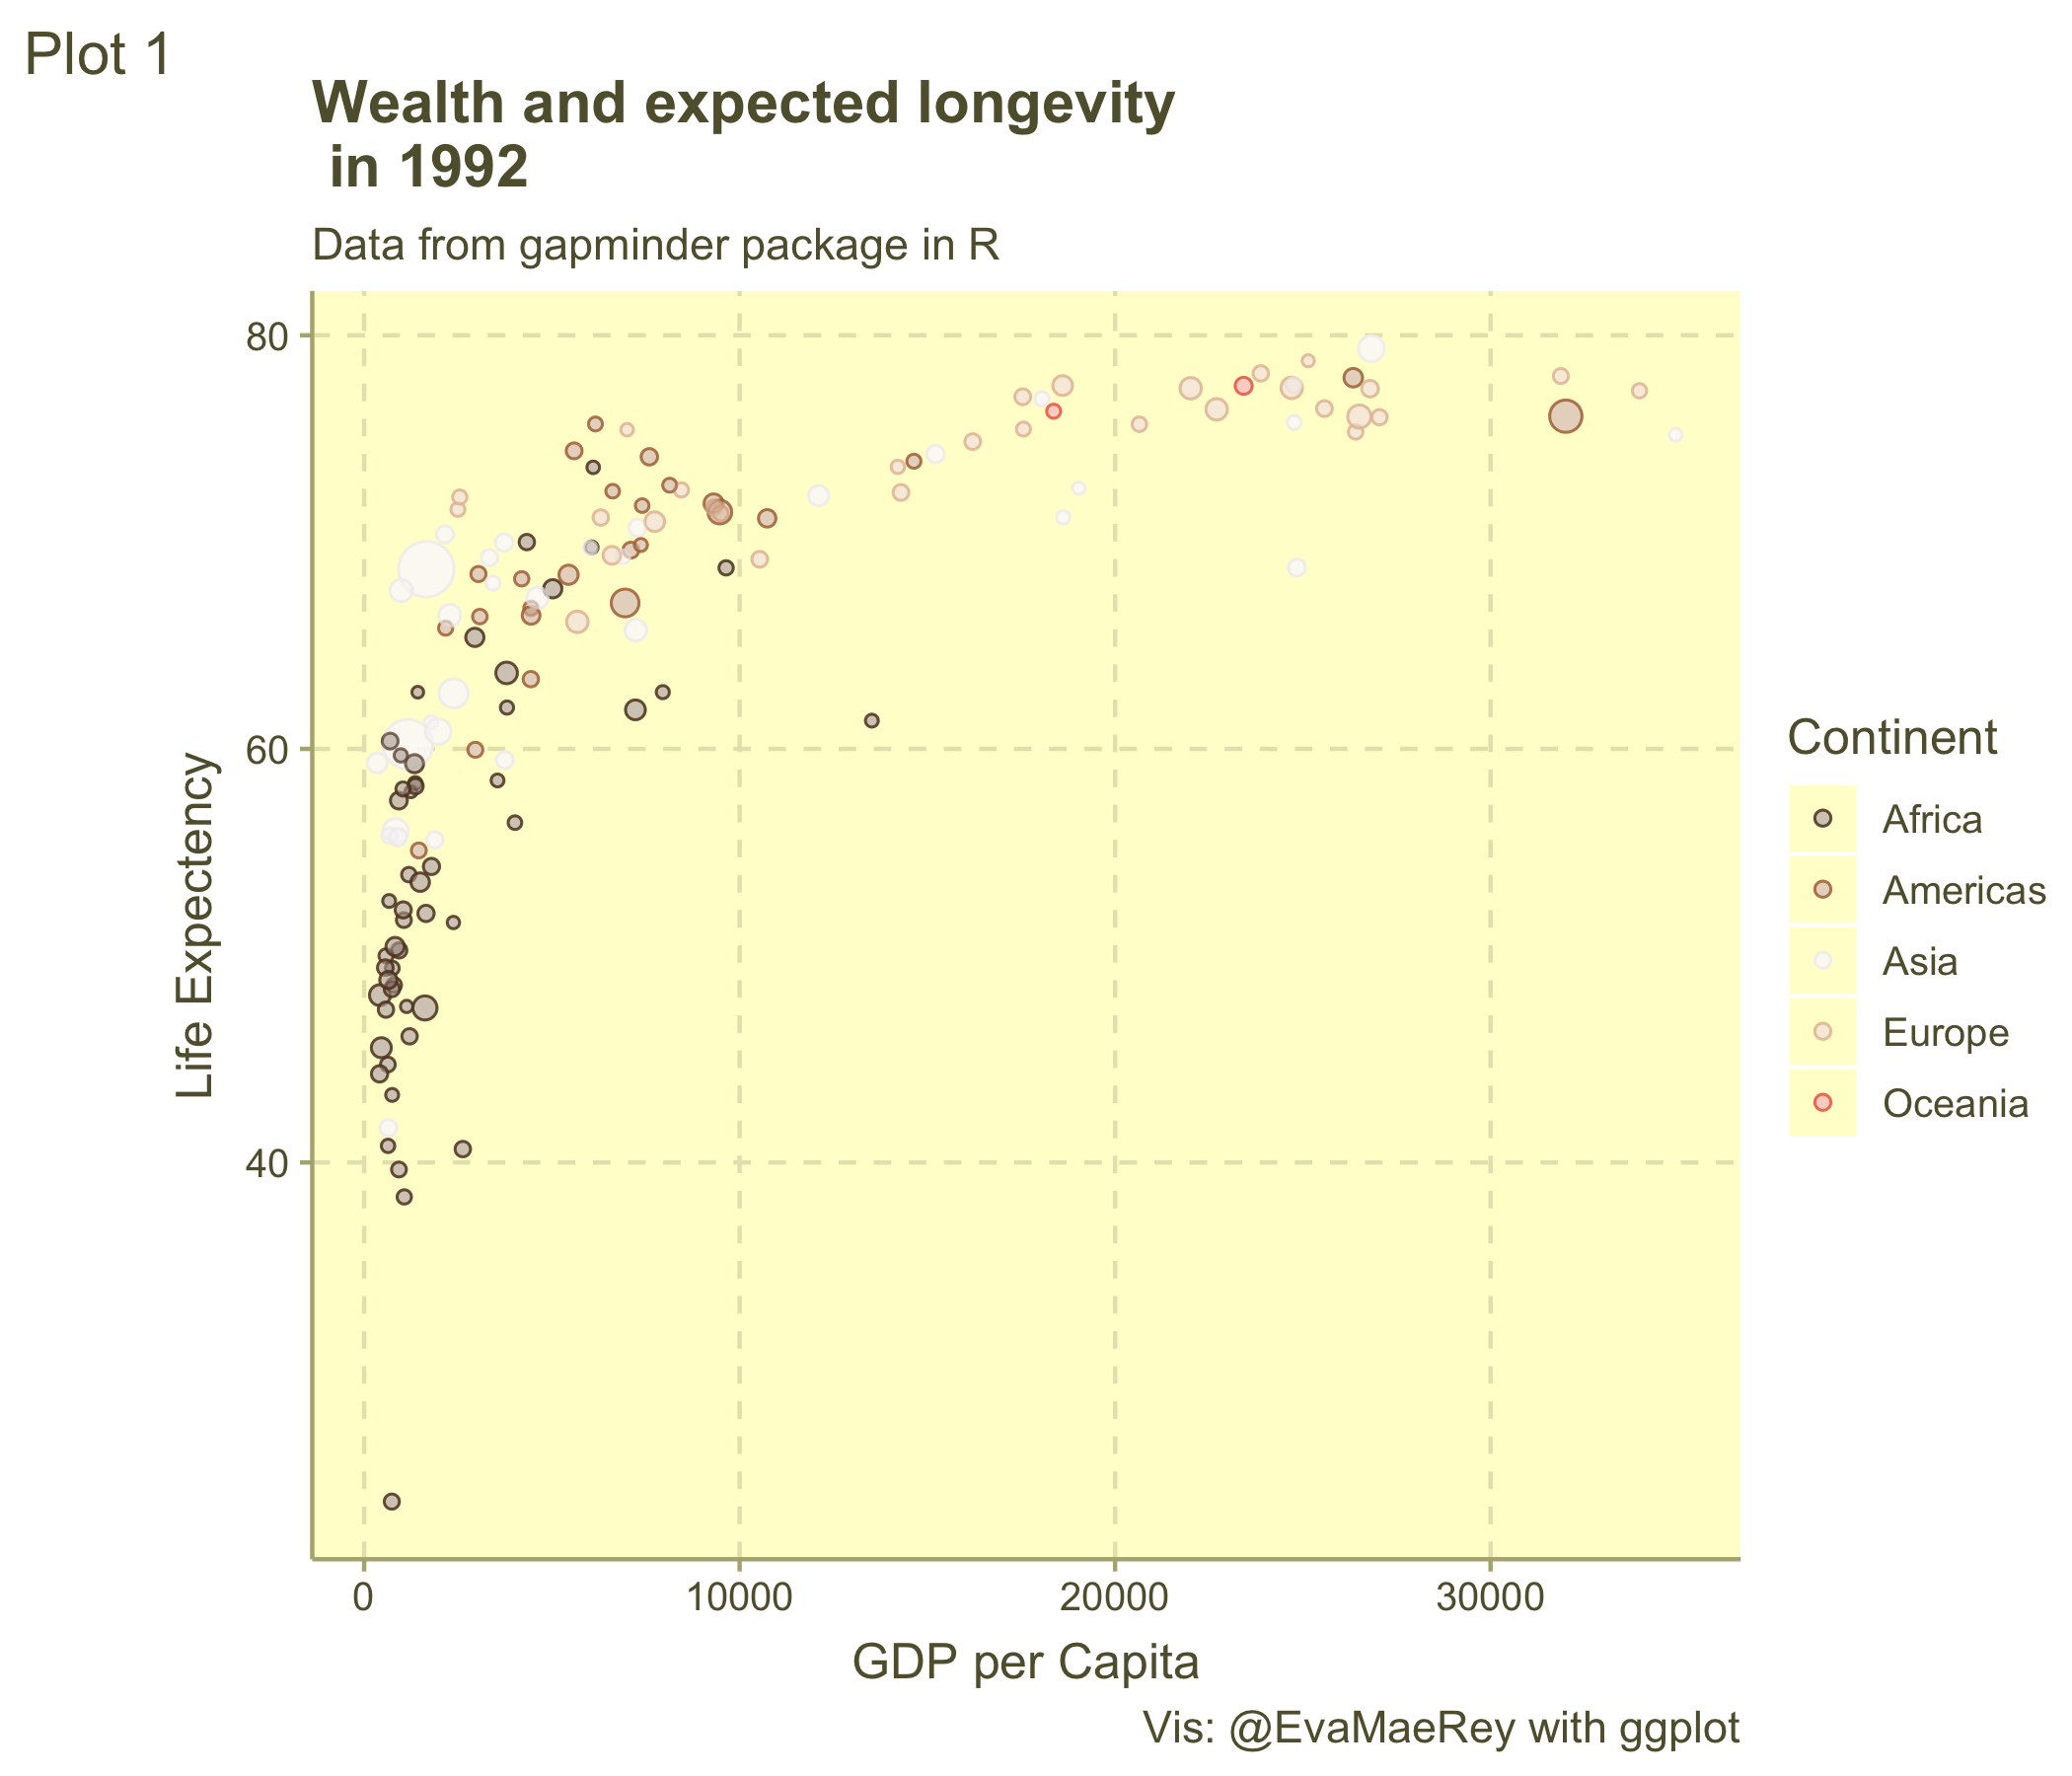 Plot 1
Wealth and expected longevity
in 1992
Data from gapminder package in R
80
60
40
Life Expectency
0
10000
20000
30000
GDP per Capita
Continent
Africa
Americas
Asia
Europe
Oceania
Vis: @EvaMaeRey with ggplot